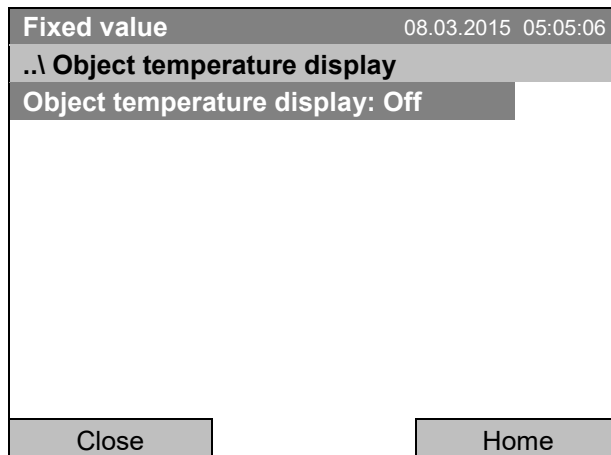 Fixed value 08.03.2015 05:05:06
..\ Object temperature display
Object temperature display: Off
Close Home